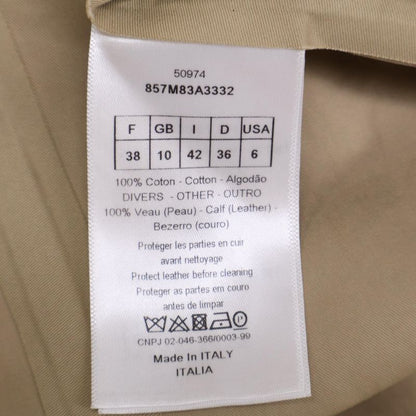 50974
857M83A3332
F GB I D USA
38 10 42 36 6
100% Coton - Cotton - Algodão
DIVERS - OTHER - OUTRO
100% Veau (Peau) - Calf (Leather) -
Bezerro (couro)
Protéger les parties en cuir
avant nettoyage
Protect leather before cleaning
Proteger as partes em couro
antes de limpar
CNPJ 02-046-366/0003-99
Made In ITALY
ITALIA